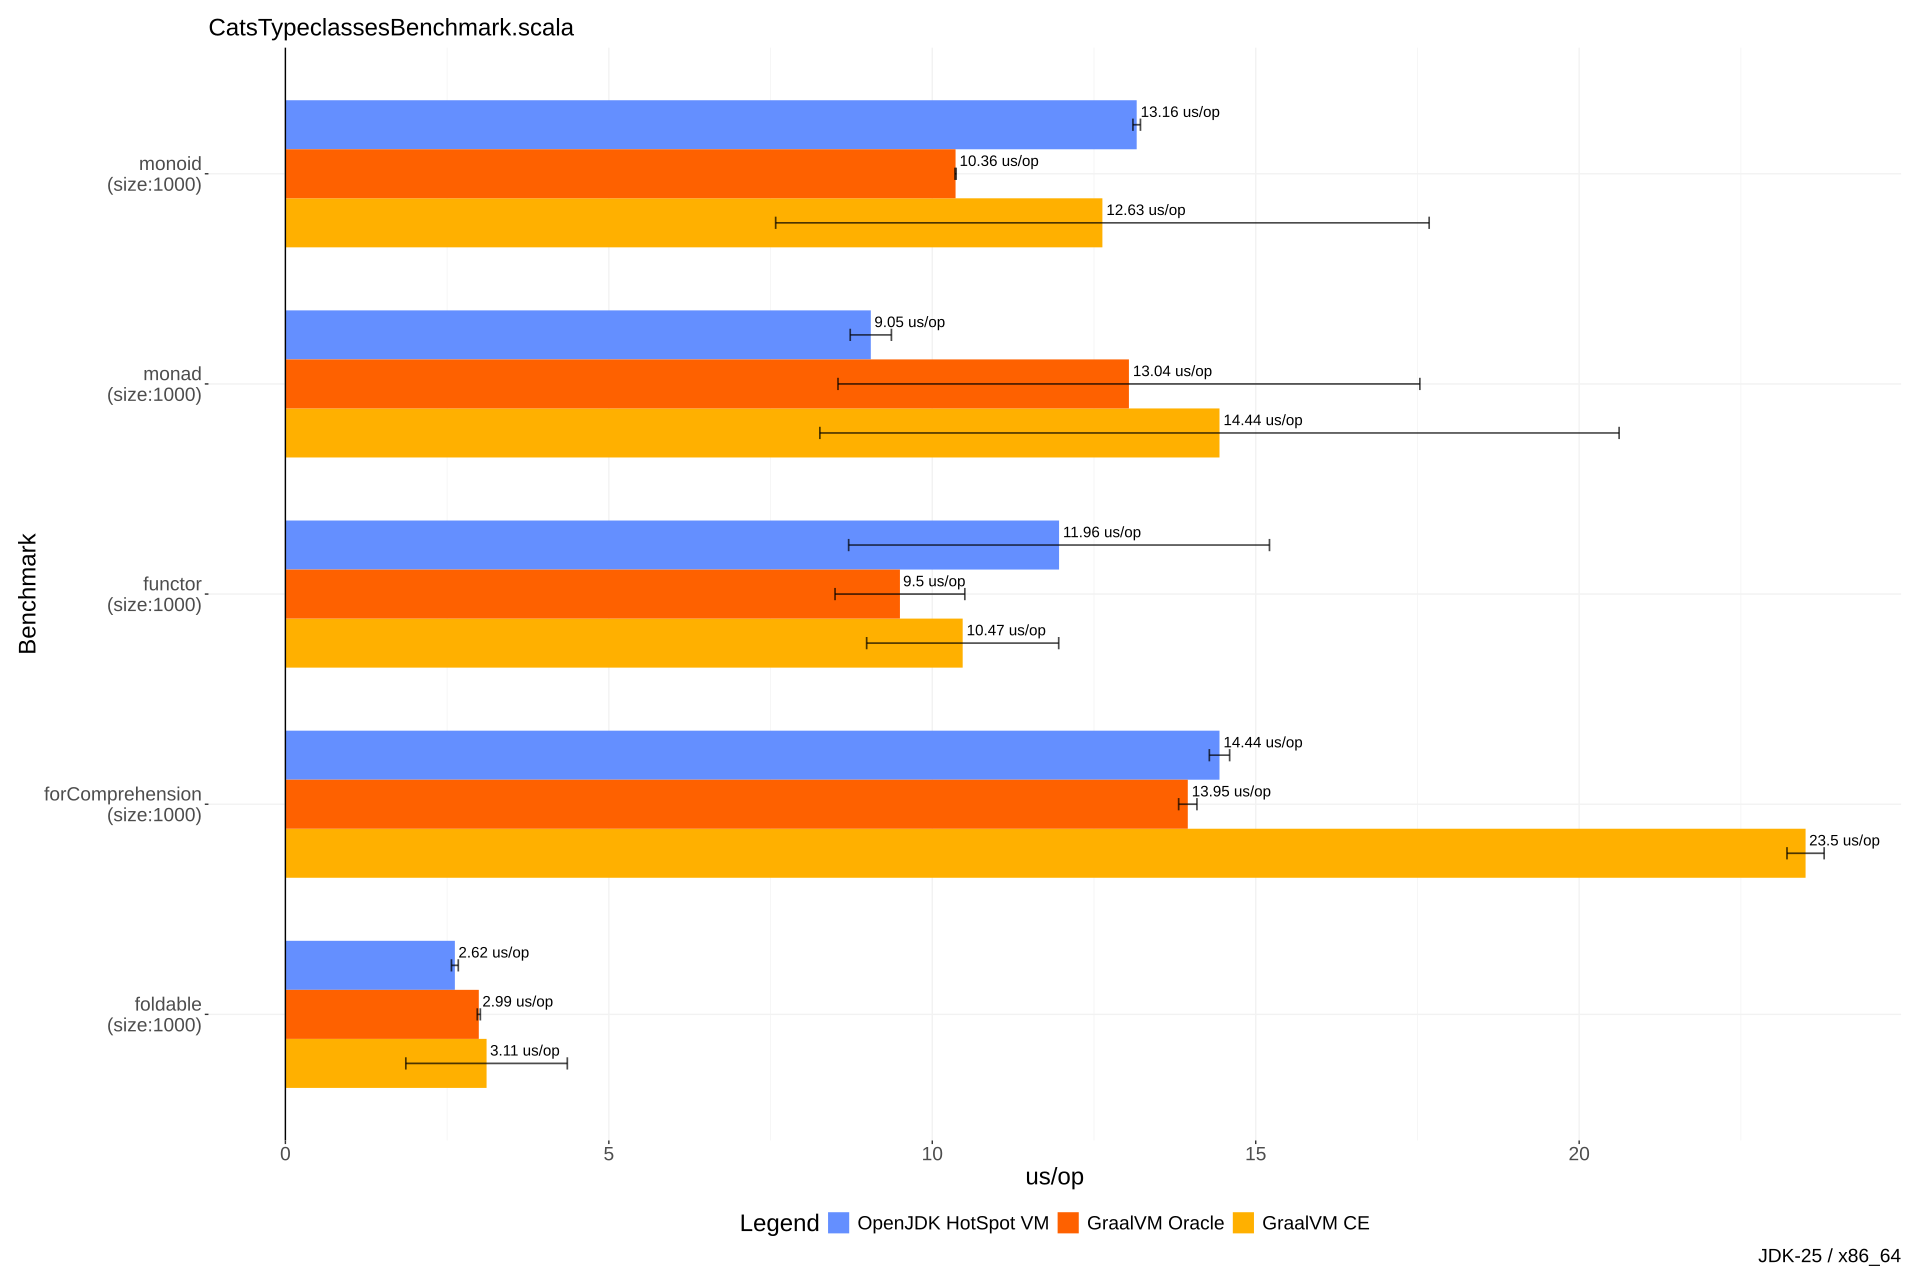 CatsTypeclassesBenchmark.scala
Benchmark
monoid
(size:1000)
13.16 us/op
10.36 us/op
12.63 us/op
monad
(size:1000)
9.05 us/op
13.04 us/op
14.44 us/op
functor
(size:1000)
11.96 us/op
9.5 us/op
10.47 us/op
forComprehension
(size:1000)
14.44 us/op
13.95 us/op
23.5 us/op
foldable
(size:1000)
2.62 us/op
2.99 us/op
3.11 us/op
0 5 10 15 20
us/op
Legend OpenJDK HotSpot VM GraalVM Oracle GraalVM CE
JDK-25 / x86_64